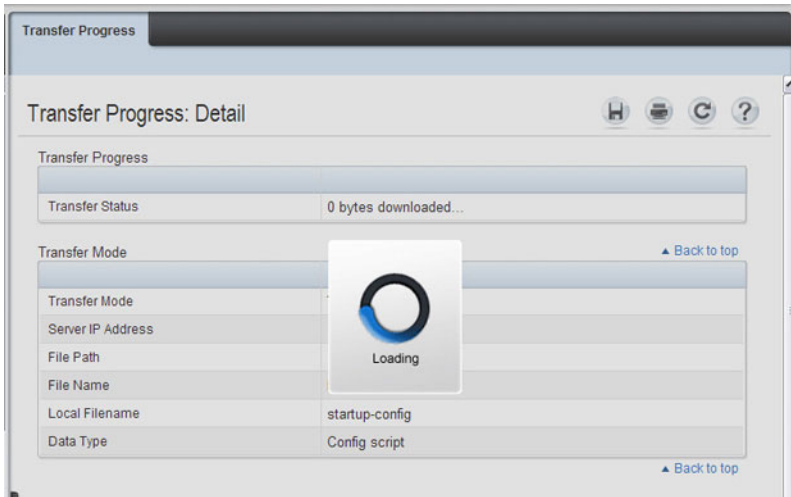 Transfer Progress
Transfer Progress: Detail
?
Transfer Progress
Transfer Status 0 bytes downloaded...
Transfer Mode ▲ Back to top
Transfer Mode
Server IP Address
File Path
File Name
Loading
Local Filename startup-config
Data Type Config script
▲ Back to top